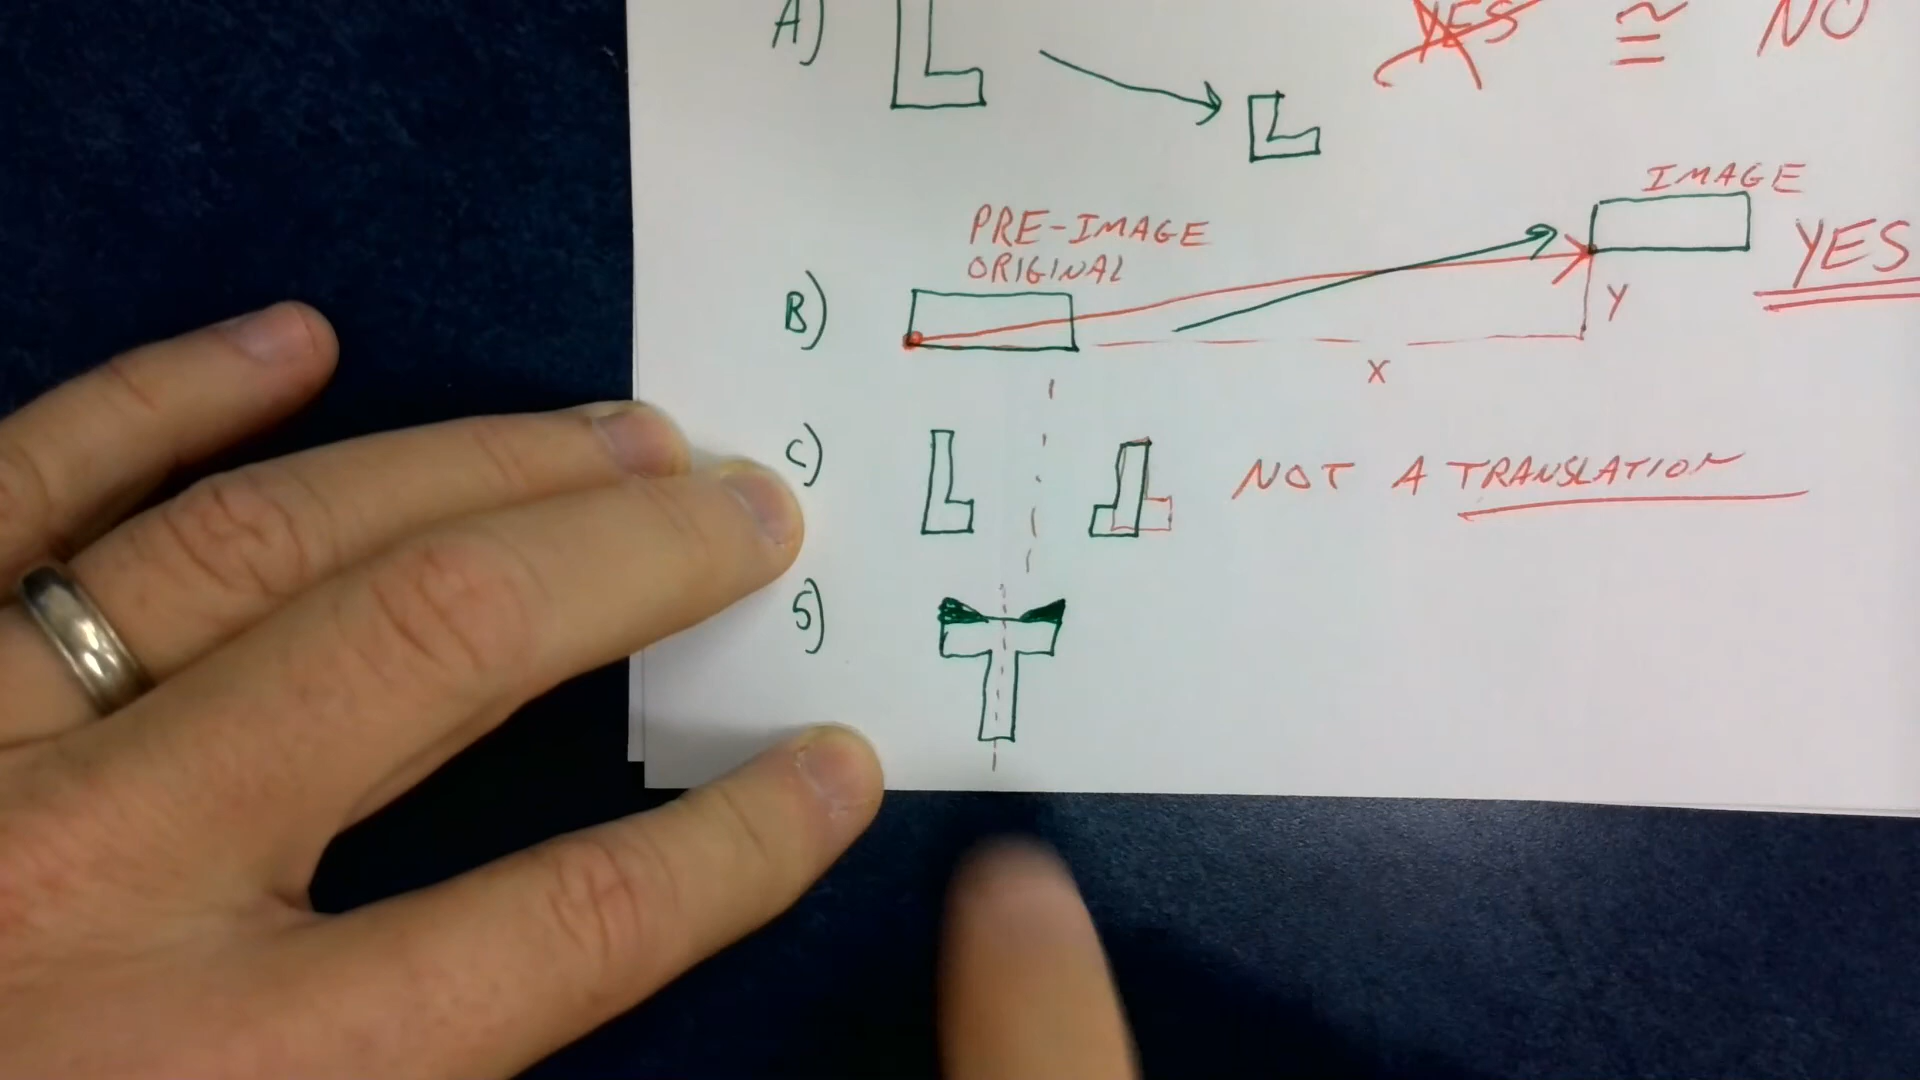 A) YES ≅ NO
IMAGE
PRE-IMAGE
ORIGINAL
YES
B)
Y
X
C) NOT A TRANSLATION
5)